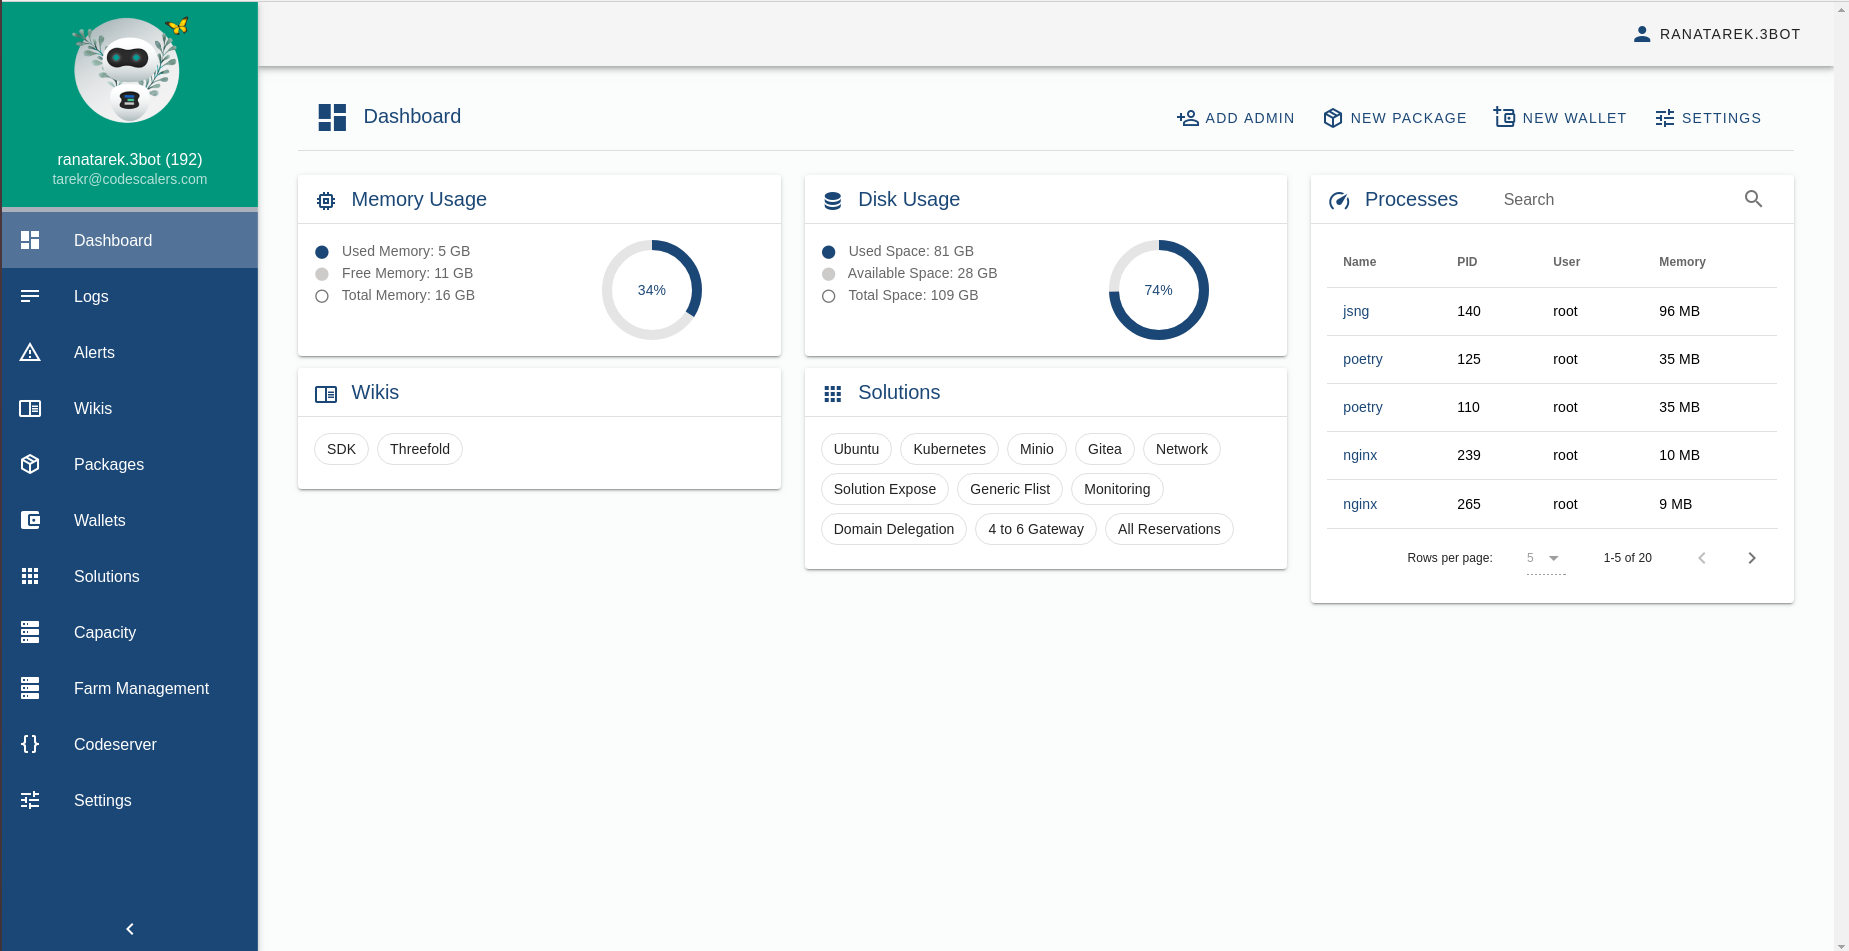 ranatarek.3bot (192)
tarekr@codescalers.com
Dashboard
Logs
Alerts
Wikis
Packages
Wallets
Solutions
Capacity
Farm Management
Codeserver
Settings
RANATAREK.3BOT
Dashboard
ADD ADMIN NEW PACKAGE NEW WALLET SETTINGS
Memory Usage
Used Memory: 5 GB
Free Memory: 11 GB
Total Memory: 16 GB
34%
Disk Usage
Used Space: 81 GB
Available Space: 28 GB
Total Space: 109 GB
74%
Wikis
SDK Threefold
Solutions
Ubuntu Kubernetes Minio Gitea Network
Solution Expose Generic Flist Monitoring
Domain Delegation 4 to 6 Gateway All Reservations
Processes Search
Name PID User Memory
jsng 140 root 96 MB
poetry 125 root 35 MB
poetry 110 root 35 MB
nginx 239 root 10 MB
nginx 265 root 9 MB
Rows per page: 5 1-5 of 20